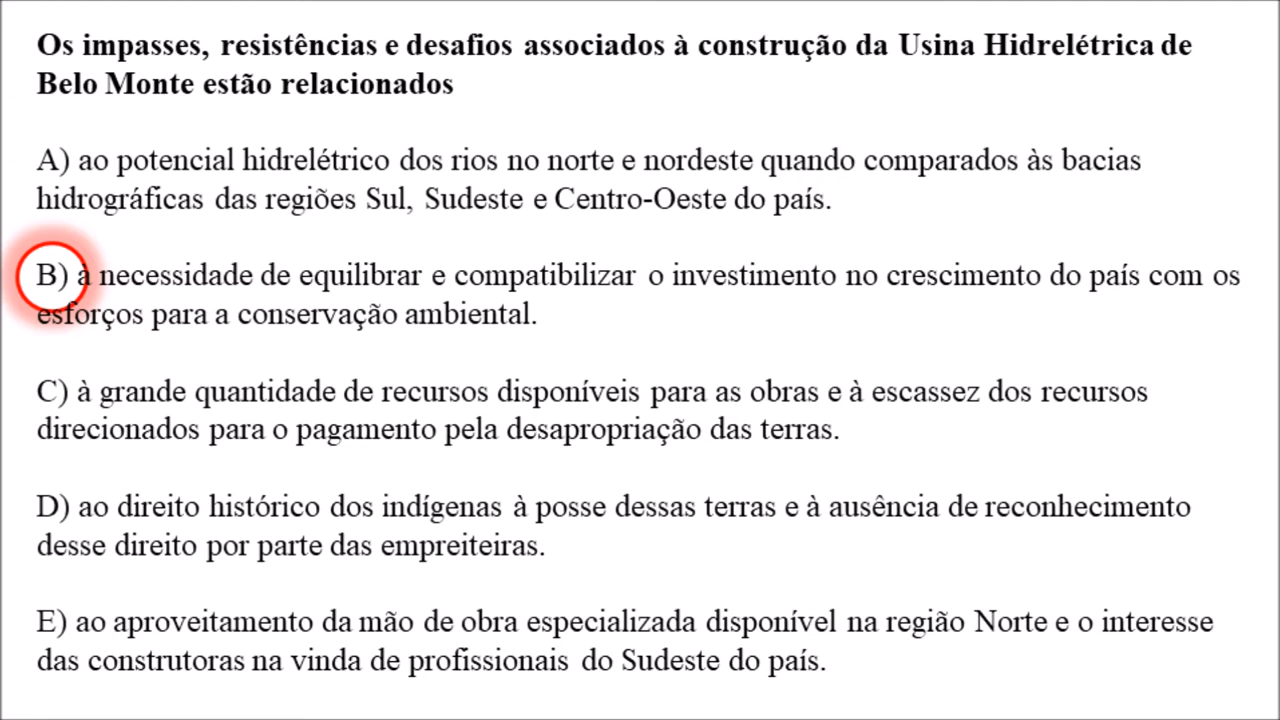 Os impasses, resistências e desafios associados à construção da Usina Hidrelétrica de
Belo Monte estão relacionados
A) ao potencial hidrelétrico dos rios no norte e nordeste quando comparados às bacias
hidrográficas das regiões Sul, Sudeste e Centro-Oeste do país.
B) à necessidade de equilibrar e compatibilizar o investimento no crescimento do país com os
esforços para a conservação ambiental.
C) à grande quantidade de recursos disponíveis para as obras e à escassez dos recursos
direcionados para o pagamento pela desapropriação das terras.
D) ao direito histórico dos indígenas à posse dessas terras e à ausência de reconhecimento
desse direito por parte das empreiteiras.
E) ao aproveitamento da mão de obra especializada disponível na região Norte e o interesse
das construtoras na vinda de profissionais do Sudeste do país.